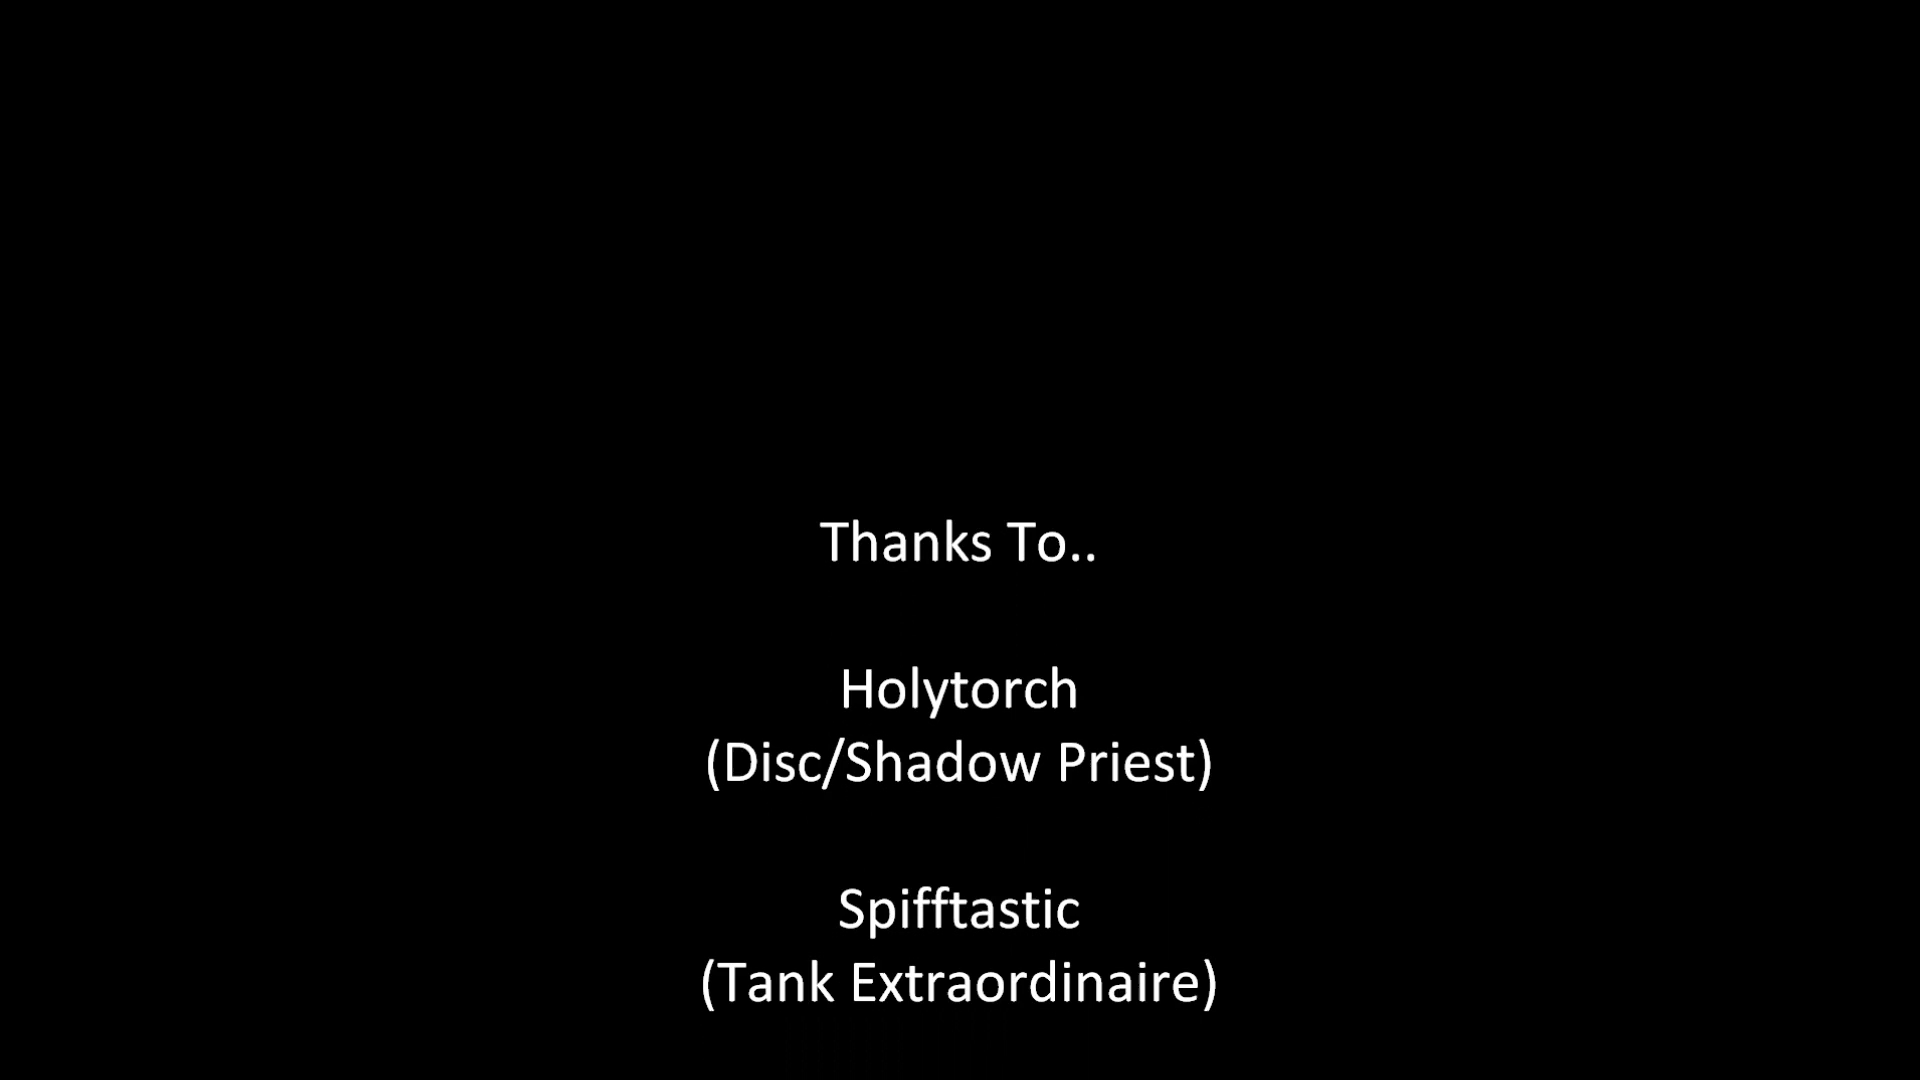 Thanks To..
Holytorch
(Disc/Shadow Priest)
Spifftastic
(Tank Extraordinaire)